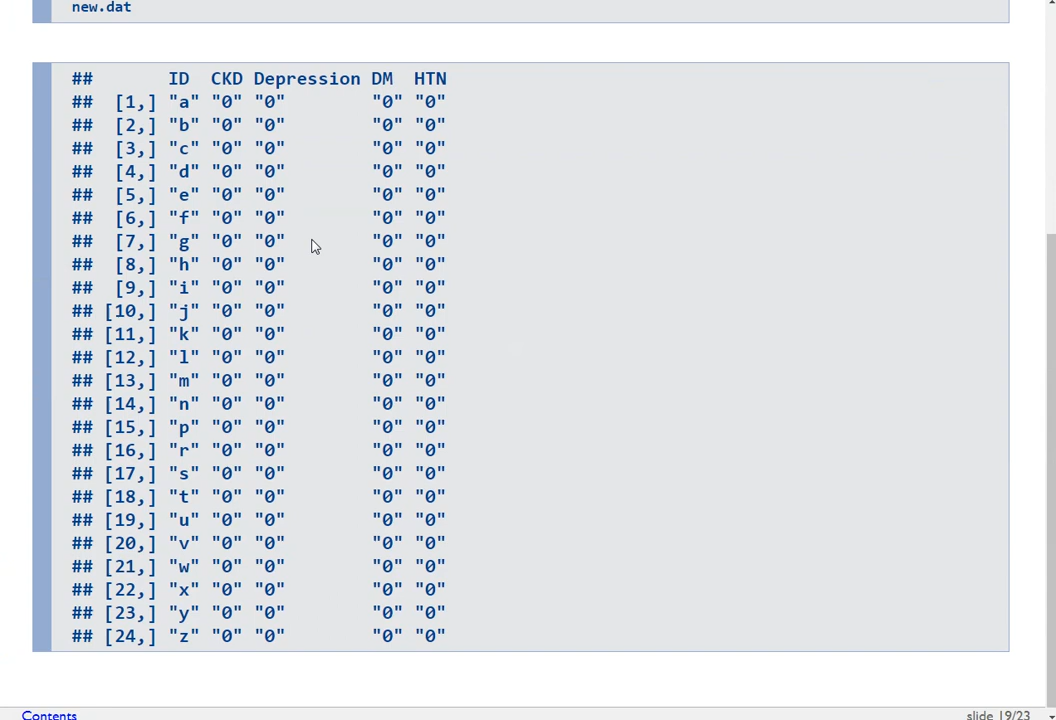 new.dat
##       ID  CKD Depression DM  HTN
##  [1,] "a" "0" "0"        "0" "0"
##  [2,] "b" "0" "0"        "0" "0"
##  [3,] "c" "0" "0"        "0" "0"
##  [4,] "d" "0" "0"        "0" "0"
##  [5,] "e" "0" "0"        "0" "0"
##  [6,] "f" "0" "0"        "0" "0"
##  [7,] "g" "0" "0"        "0" "0"
##  [8,] "h" "0" "0"        "0" "0"
##  [9,] "i" "0" "0"        "0" "0"
## [10,] "j" "0" "0"        "0" "0"
## [11,] "k" "0" "0"        "0" "0"
## [12,] "l" "0" "0"        "0" "0"
## [13,] "m" "0" "0"        "0" "0"
## [14,] "n" "0" "0"        "0" "0"
## [15,] "p" "0" "0"        "0" "0"
## [16,] "r" "0" "0"        "0" "0"
## [17,] "s" "0" "0"        "0" "0"
## [18,] "t" "0" "0"        "0" "0"
## [19,] "u" "0" "0"        "0" "0"
## [20,] "v" "0" "0"        "0" "0"
## [21,] "w" "0" "0"        "0" "0"
## [22,] "x" "0" "0"        "0" "0"
## [23,] "y" "0" "0"        "0" "0"
## [24,] "z" "0" "0"        "0" "0"
Contents
slide 19/23